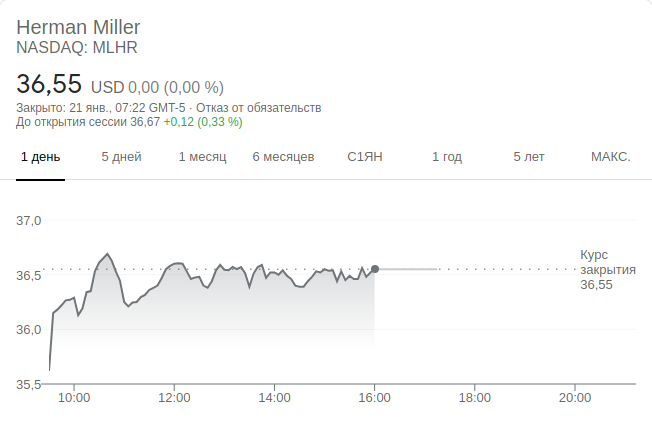 Herman Miller
NASDAQ: MLHR
36,55 USD 0,00 (0,00 %)
Закрыто: 21 янв., 07:22 GMT-5 · Отказ от обязательств
До открытия сессии 36,67 +0,12 (0,33 %)
1 день 5 дней 1 месяц 6 месяцев С1ЯН 1 год 5 лет МАКС.
37,0
36,5
36,0
35,5
Курс
закрытия
36,55
10:00 12:00 14:00 16:00 18:00 20:00